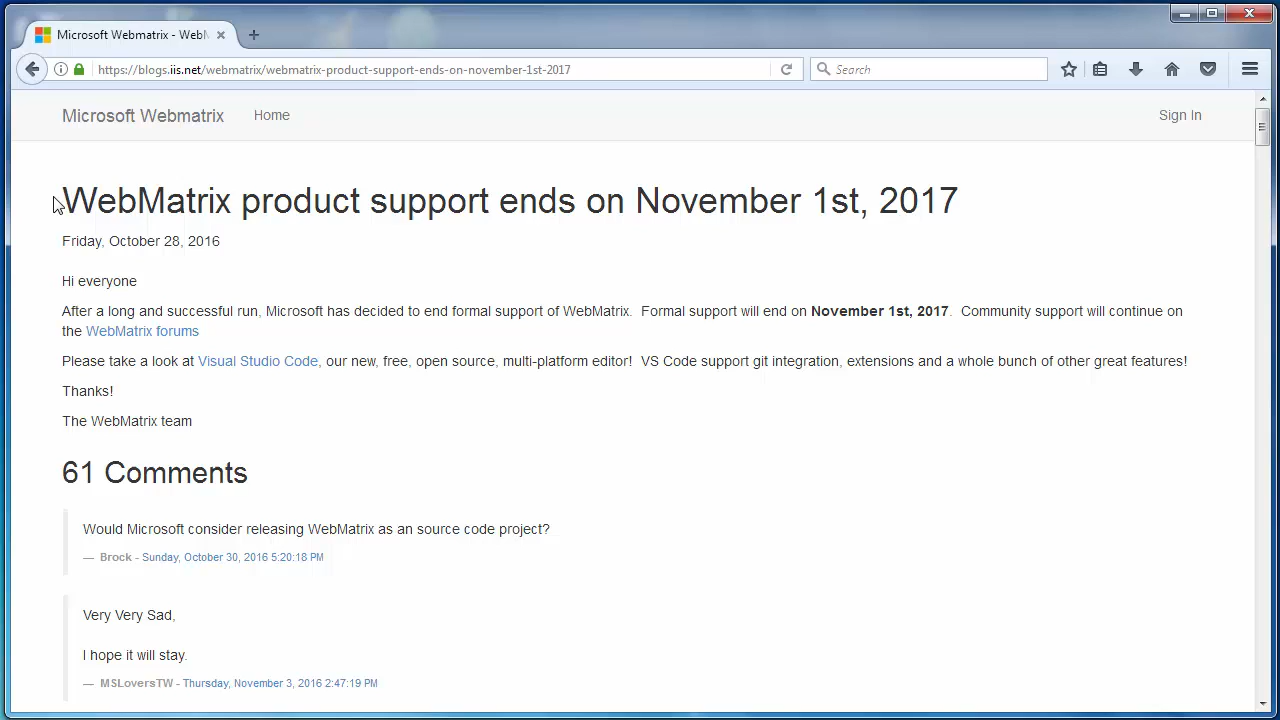 Microsoft Webmatrix - WebM
https://blogs.iis.net/webmatrix/webmatrix-product-support-ends-on-november-1st-2017
Search
Microsoft Webmatrix
Home
Sign In
WebMatrix product support ends on November 1st, 2017
Friday, October 28, 2016
Hi everyone
After a long and successful run, Microsoft has decided to end formal support of WebMatrix.  Formal support will end on November 1st, 2017.  Community support will continue on
the WebMatrix forums
Please take a look at Visual Studio Code, our new, free, open source, multi-platform editor!  VS Code support git integration, extensions and a whole bunch of other great features!
Thanks!
The WebMatrix team
61 Comments
Would Microsoft consider releasing WebMatrix as an source code project?
— Brock - Sunday, October 30, 2016 5:20:18 PM
Very Very Sad,
I hope it will stay.
— MSLoversTW - Thursday, November 3, 2016 2:47:19 PM